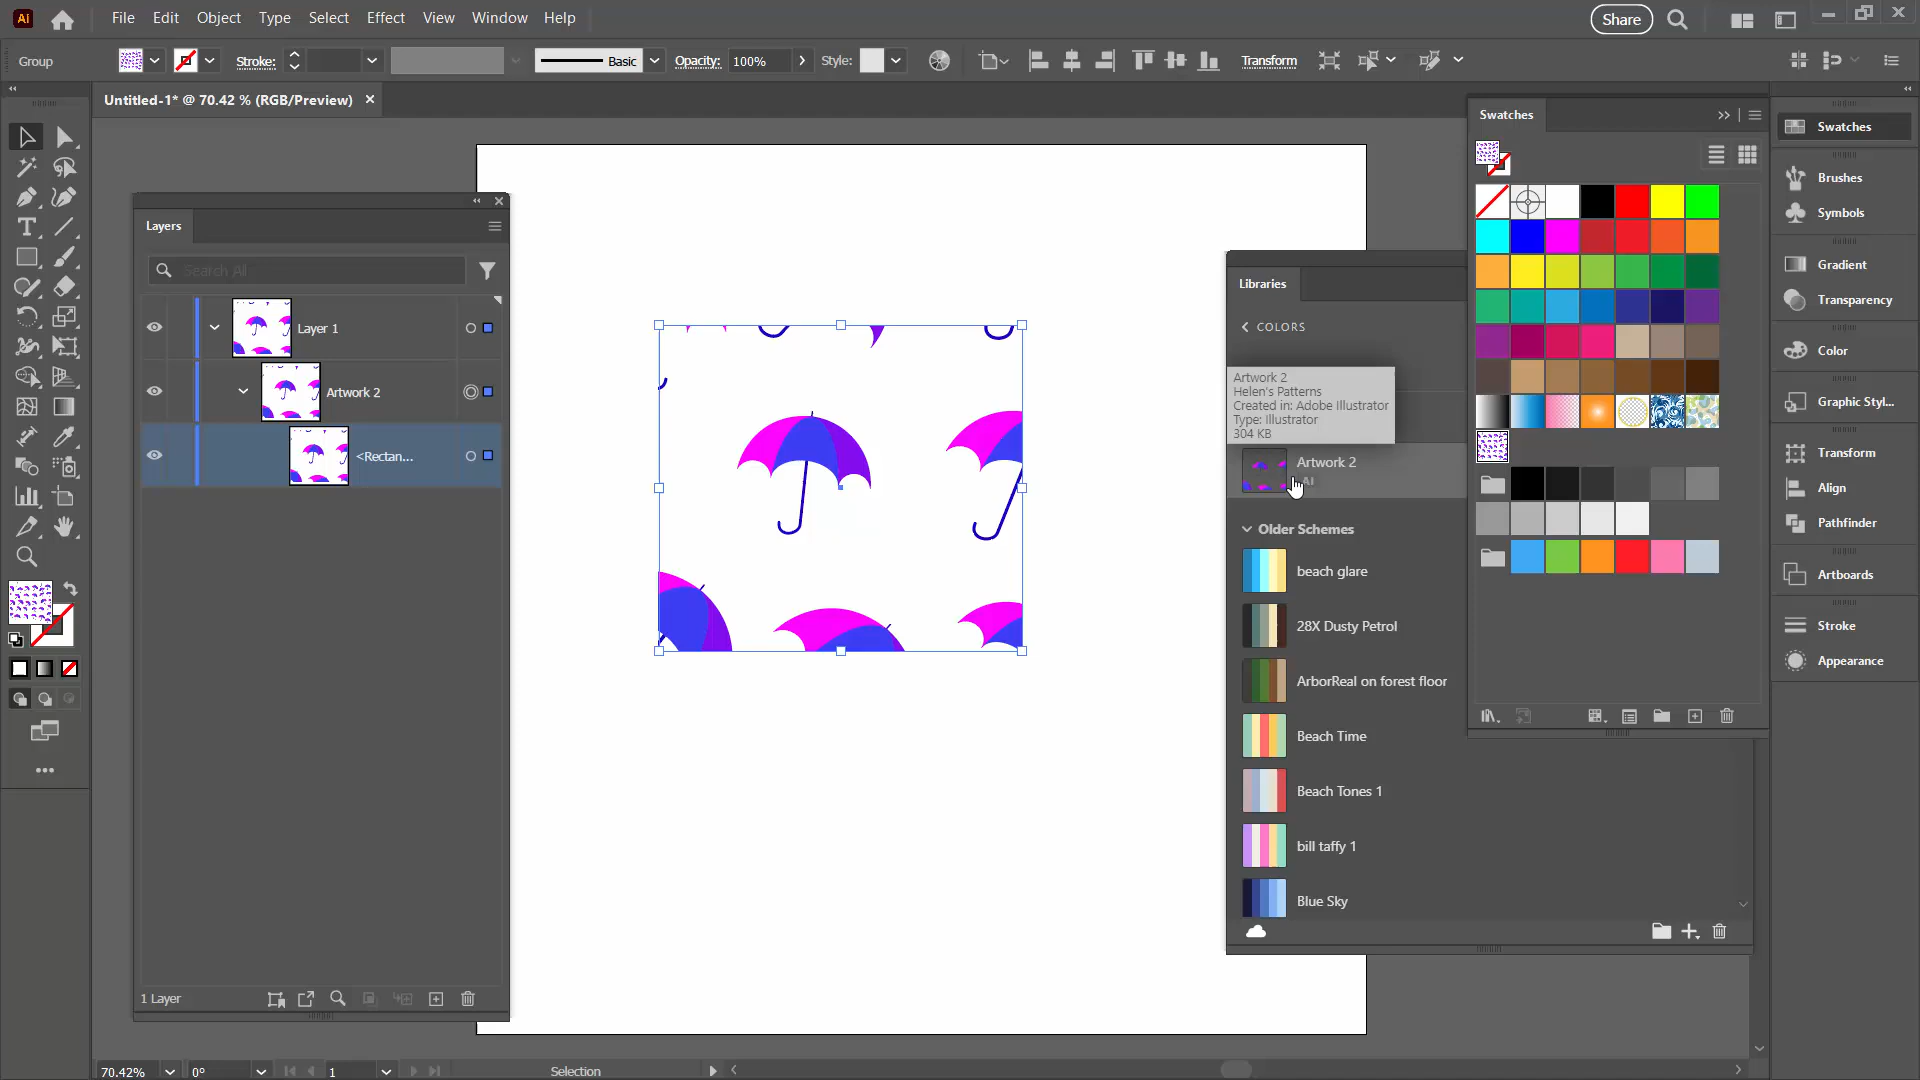 Ai File Edit Object Type Select Effect View Window Help Share
Group Stroke: Basic Opacity: 100% Style: Transform
Untitled-1* @ 70.42 % (RGB/Preview)
Layers
Search All
Layer 1
Artwork 2
<Rectan...
1 Layer
Libraries
COLORS
Artwork 2
Helen's Patterns
Created in: Adobe Illustrator
Type: Illustrator
304 KB
Artwork 2
AI
Older Schemes
beach glare
28X Dusty Petrol
ArborReal on forest floor
Beach Time
Beach Tones 1
bill taffy 1
Blue Sky
Swatches
Swatches
Brushes
Symbols
Gradient
Transparency
Color
Graphic Styl...
Transform
Align
Pathfinder
Artboards
Stroke
Appearance
70.42% 0° 1 Selection